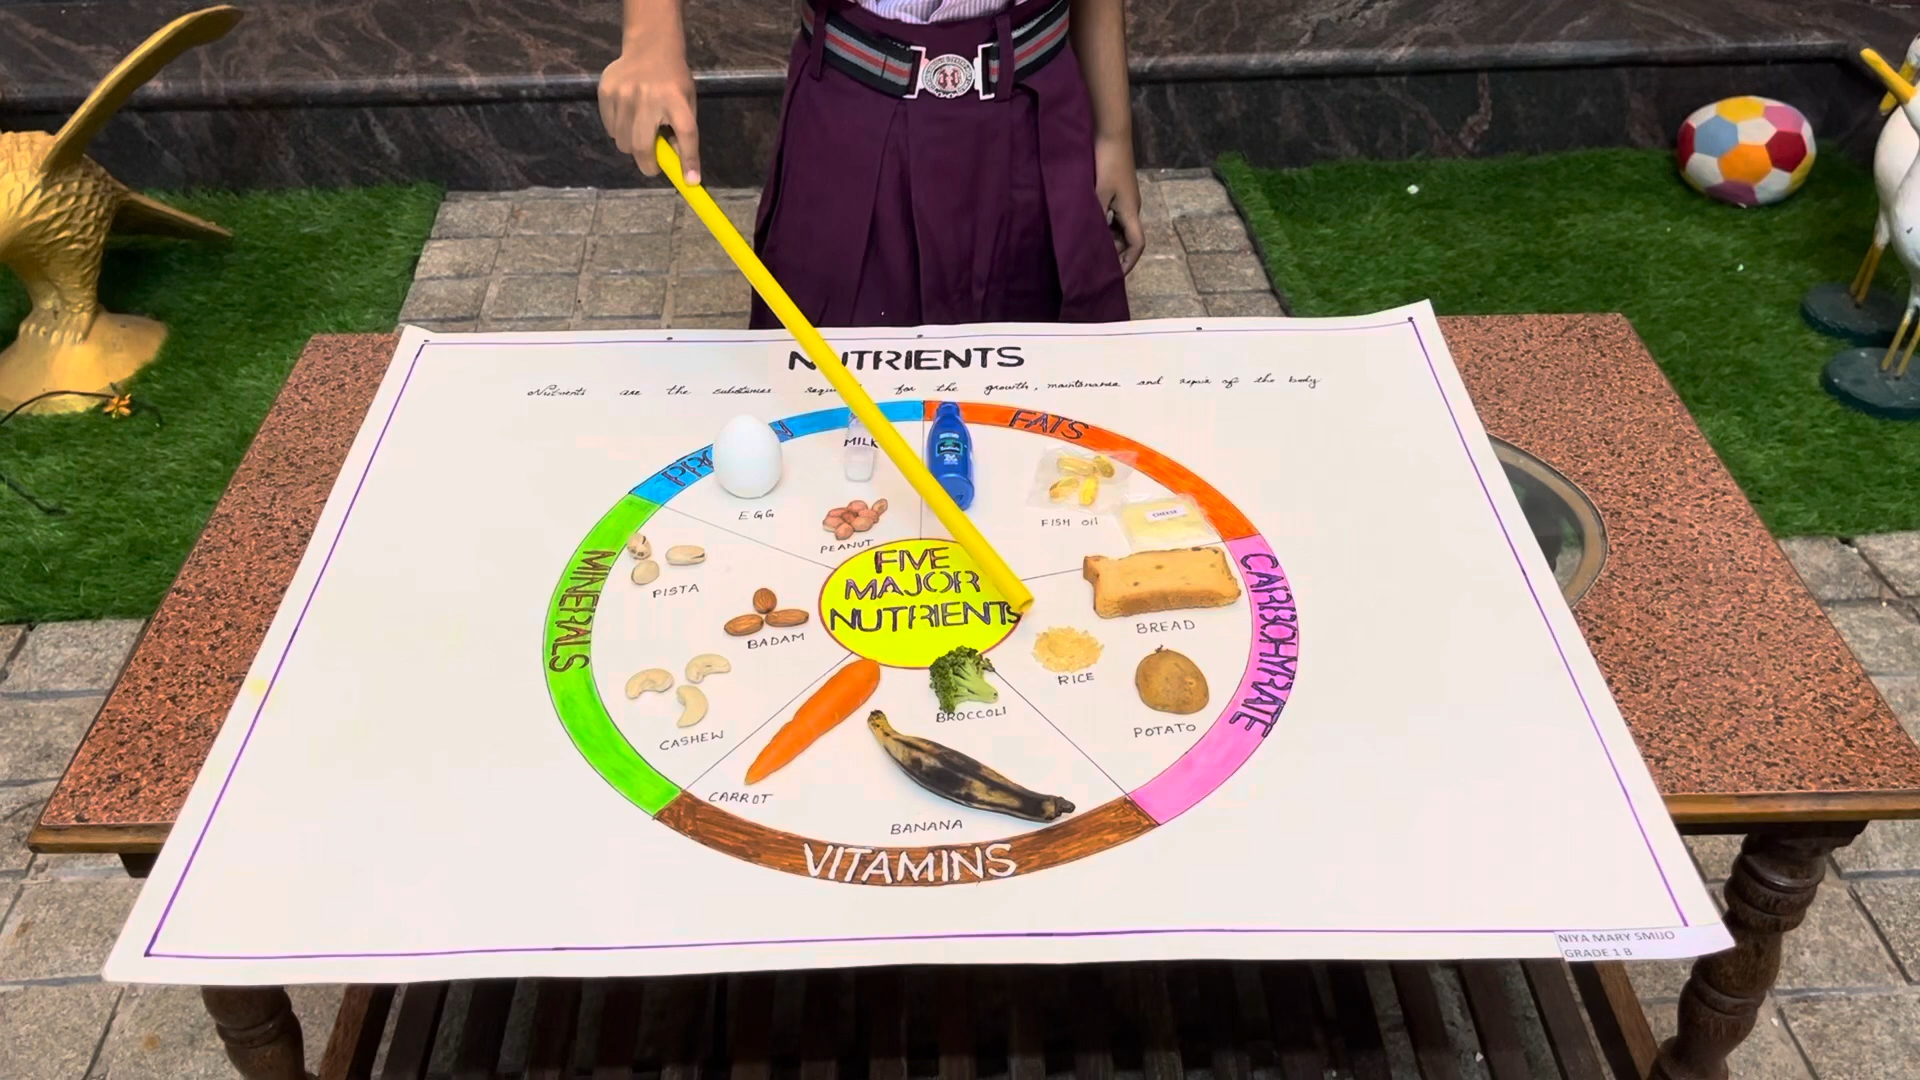 NUTRIENTS
Nutrients are the substances for the growth, maintenance and repair of the body
FATS
MILK
EGG
PEANUT
FISH OIL
CHEESE
FIVE
MAJOR
NUTRIENTS
MINERALS
PISTA
BADAM
CASHEW
CARBOHYRATE
BREAD
RICE
POTATO
BROCCOLI
CARROT
BANANA
VITAMINS
NIYA MARY SMIJO
GRADE 1 B